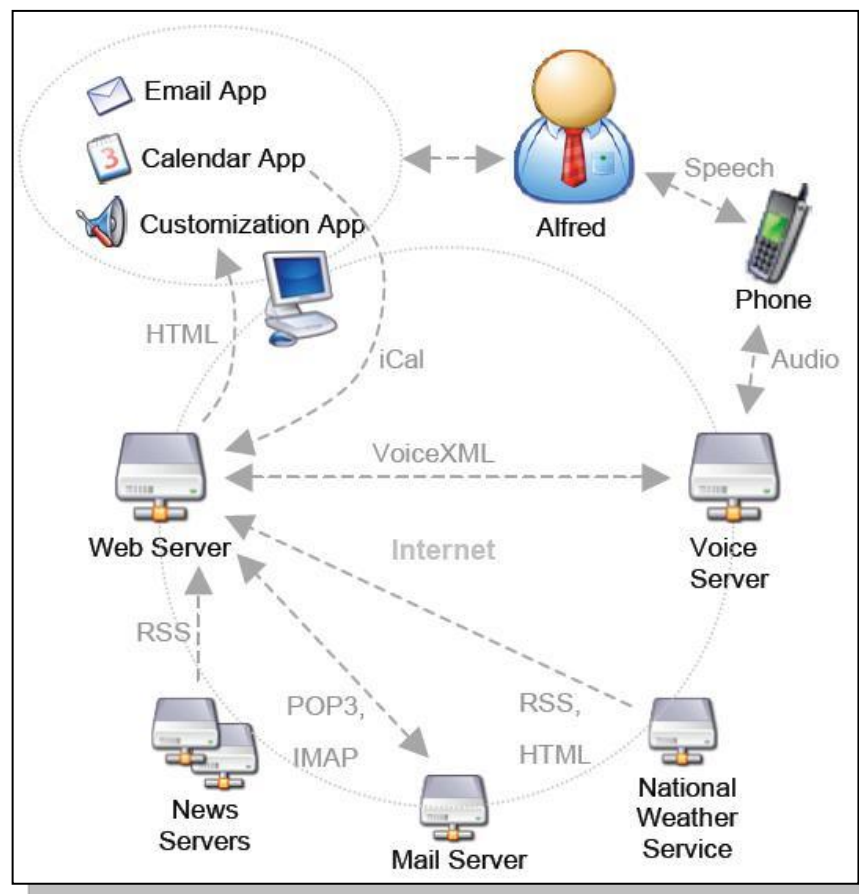 Email App
3
Calendar App
Customization App
Alfred
Speech
Phone
HTML
iCal
Audio
VoiceXML
Web Server
Internet
Voice
Server
RSS
POP3,
IMAP
RSS,
HTML
News
Servers
Mail Server
National
Weather
Service